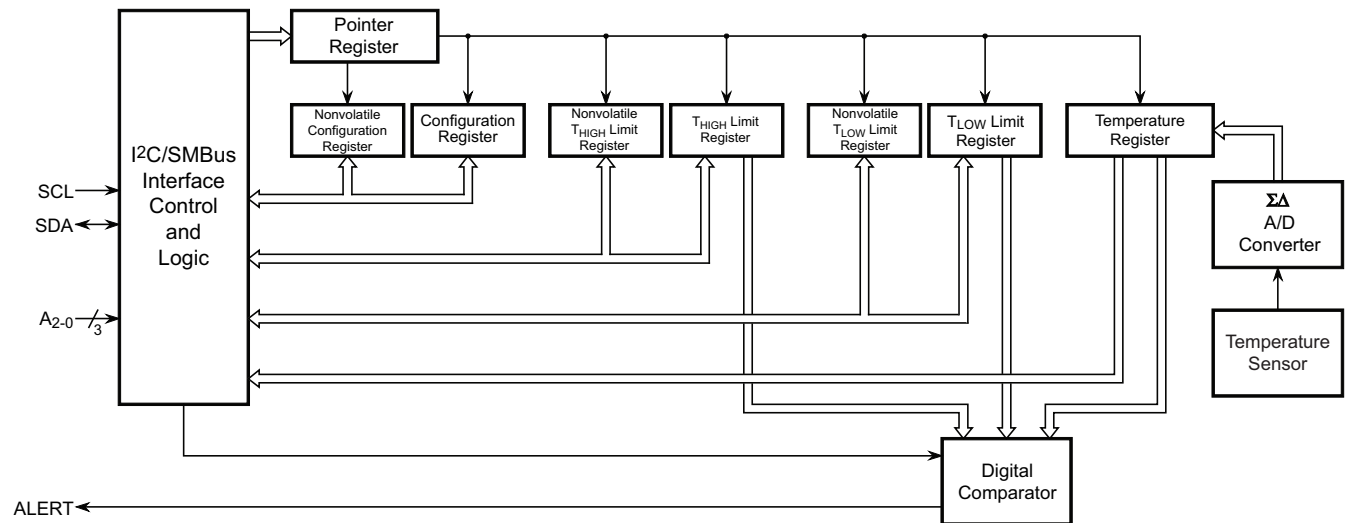 Pointer
Register
Nonvolatile
Configuration
Register
Configuration
Register
Nonvolatile
THIGH Limit
Register
THIGH Limit
Register
Nonvolatile
TLOW Limit
Register
TLOW Limit
Register
Temperature
Register
I2C/SMBus
Interface
Control
and
Logic
SCL
SDA
A2-0
3
ΣΔ
A/D
Converter
Temperature
Sensor
Digital
Comparator
ALERT